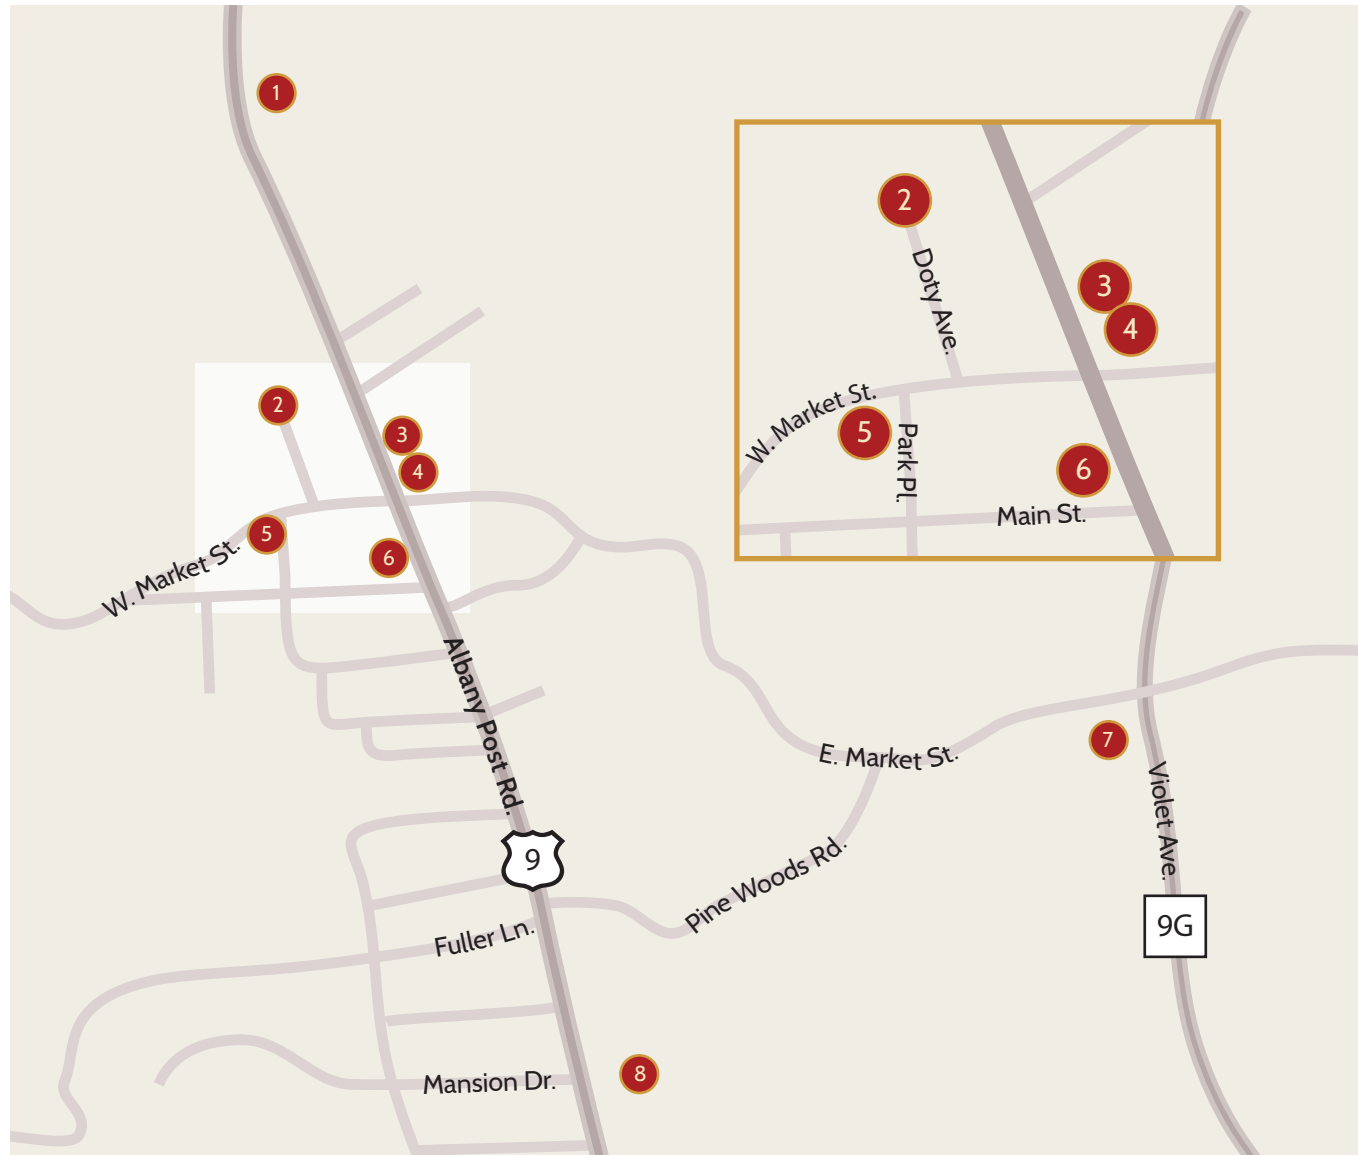 1
2
Doty Ave.
3
4
W. Market St.
5
Park Pl.
6
Main St.
2
3
4
5
6
W. Market St.
Albany Post Rd.
E. Market St.
7
Violet Ave.
9
Pine Woods Rd.
Fuller Ln.
9G
Mansion Dr.
8